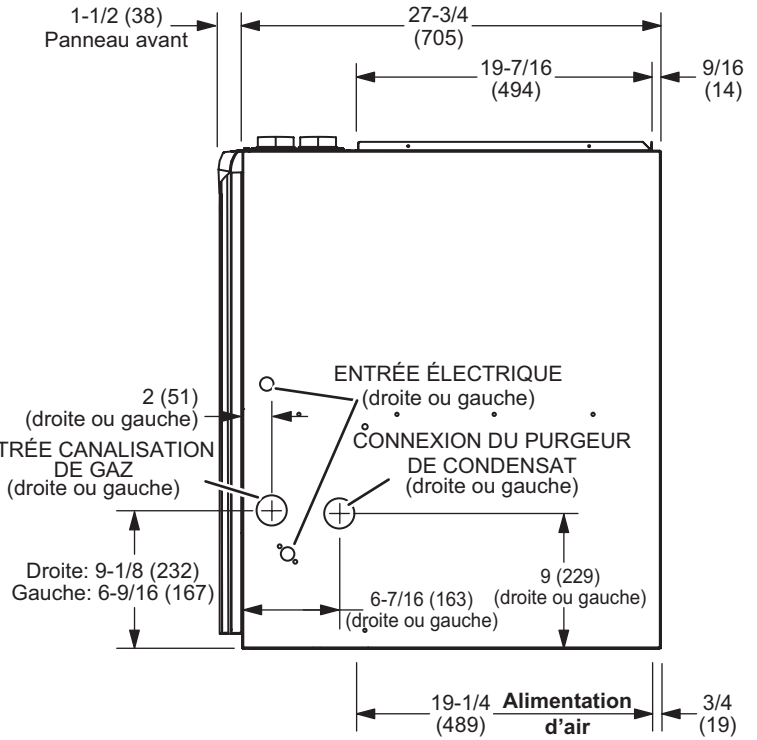 1-1/2 (38)
Panneau avant
27-3/4
(705)
19-7/16
(494)
9/16
(14)
ENTRÉE ÉLECTRIQUE
(droite ou gauche)
2 (51)
(droite ou gauche)
TRÉE CANALISATION
DE GAZ
(droite ou gauche)
CONNEXION DU PURGEUR
DE CONDENSAT
(droite ou gauche)
Droite: 9-1/8 (232)
Gauche: 6-9/16 (167)
6-7/16 (163)
(droite ou gauche)
9 (229)
(droite ou gauche)
19-1/4
(489)
Alimentation
d'air
3/4
(19)